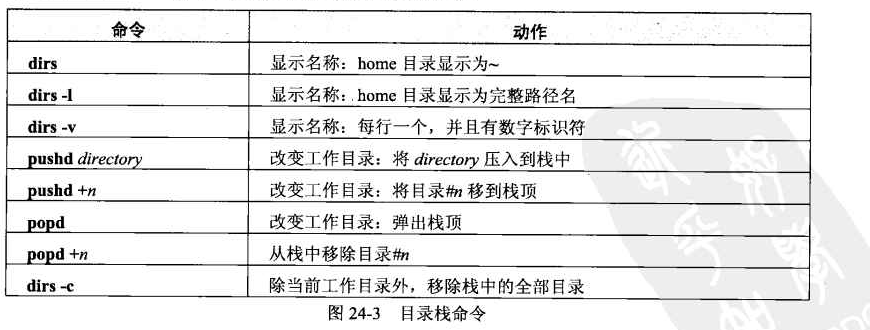 命令 动作
dirs 显示名称：home 目录显示为~
dirs -l 显示名称：home 目录显示为完整路径名
dirs -v 显示名称：每行一个，并且有数字标识符
pushd directory 改变工作目录：将 directory 压入到栈中
pushd +n 改变工作目录：将目录#n 移到栈顶
popd 改变工作目录：弹出栈顶
popd +n 从栈中移除目录#n
dirs -c 除当前工作目录外，移除栈中的全部目录
图 24-3 目录栈命令